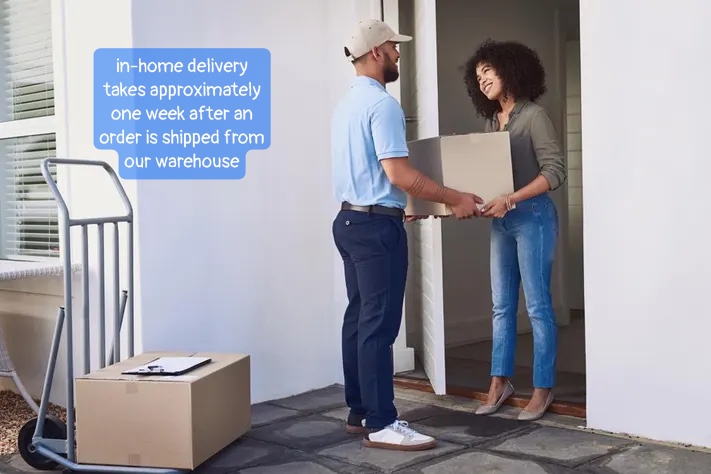 in-home delivery
takes approximately
one week after an
order is shipped from
our warehouse